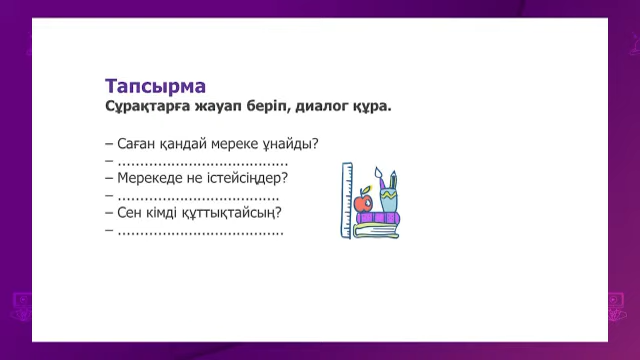 Тапсырма
Сұрақтарға жауап беріп, диалог құра.
– Саған қандай мереке ұнайды?
– .......................................
– Мерекеде не істейсіңдер?
– .....................................
– Сен кімді құттықтайсың?
– ......................................